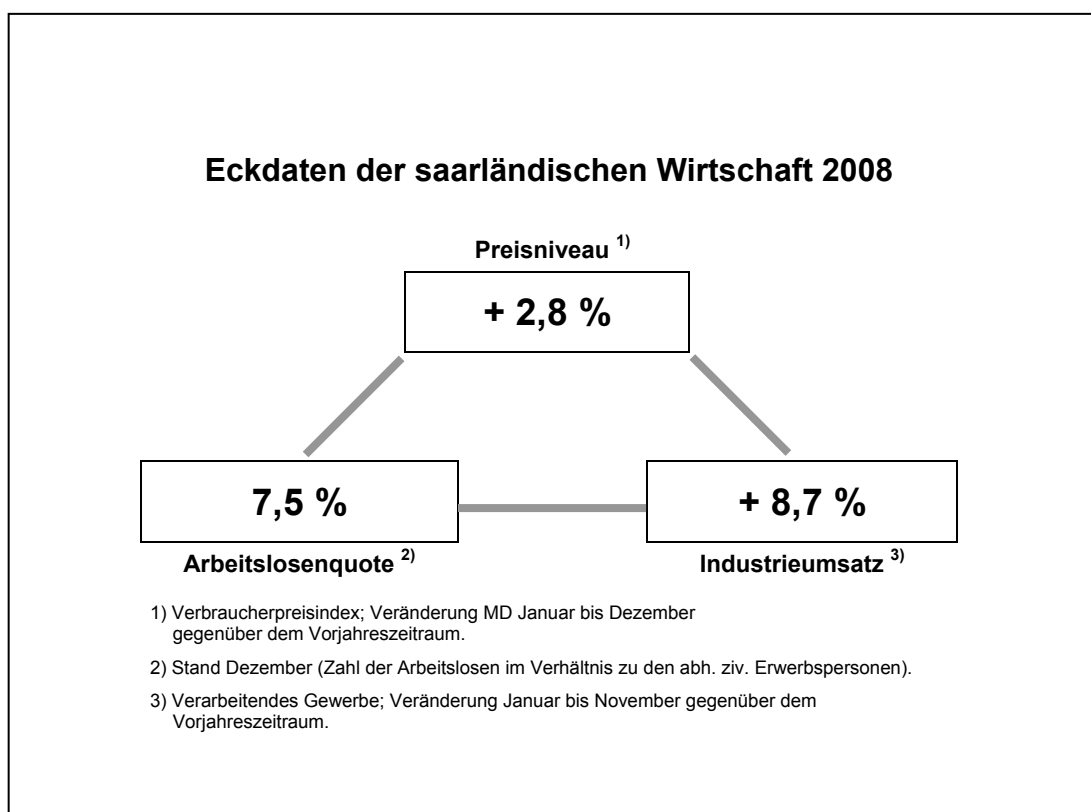 Eckdaten der saarländischen Wirtschaft 2008
Preisniveau 1)
+ 2,8 %
7,5 %
+ 8,7 %
Arbeitslosenquote 2)
Industrieumsatz 3)
1) Verbraucherpreisindex; Veränderung MD Januar bis Dezember
gegenüber dem Vorjahreszeitraum.
2) Stand Dezember (Zahl der Arbeitslosen im Verhältnis zu den abh. ziv. Erwerbspersonen).
3) Verarbeitendes Gewerbe; Veränderung Januar bis November gegenüber dem
Vorjahreszeitraum.